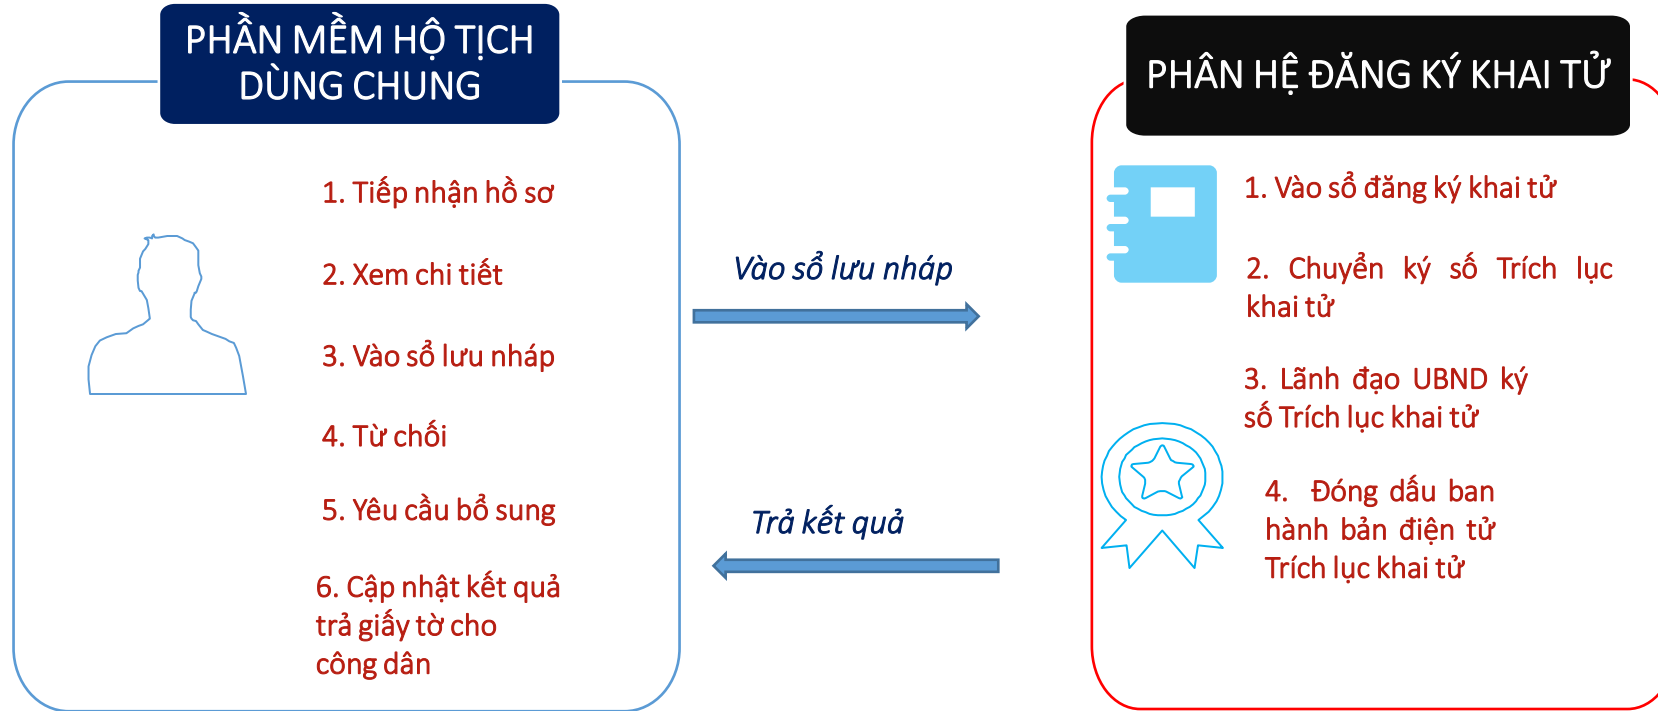 PHẦN MỀM HỘ TỊCH
DÙNG CHUNG
1. Tiếp nhận hồ sơ
2. Xem chi tiết
3. Vào sổ lưu nháp
4. Từ chối
5. Yêu cầu bổ sung
6. Cập nhật kết quả
trả giấy tờ cho
công dân
Vào sổ lưu nháp
Trả kết quả
PHÂN HỆ ĐĂNG KÝ KHAI TỬ
1. Vào sổ đăng ký khai tử
2. Chuyển ký số Trích lục
khai tử
3. Lãnh đạo UBND ký
số Trích lục khai tử
4. Đóng dấu ban
hành bản điện tử
Trích lục khai tử